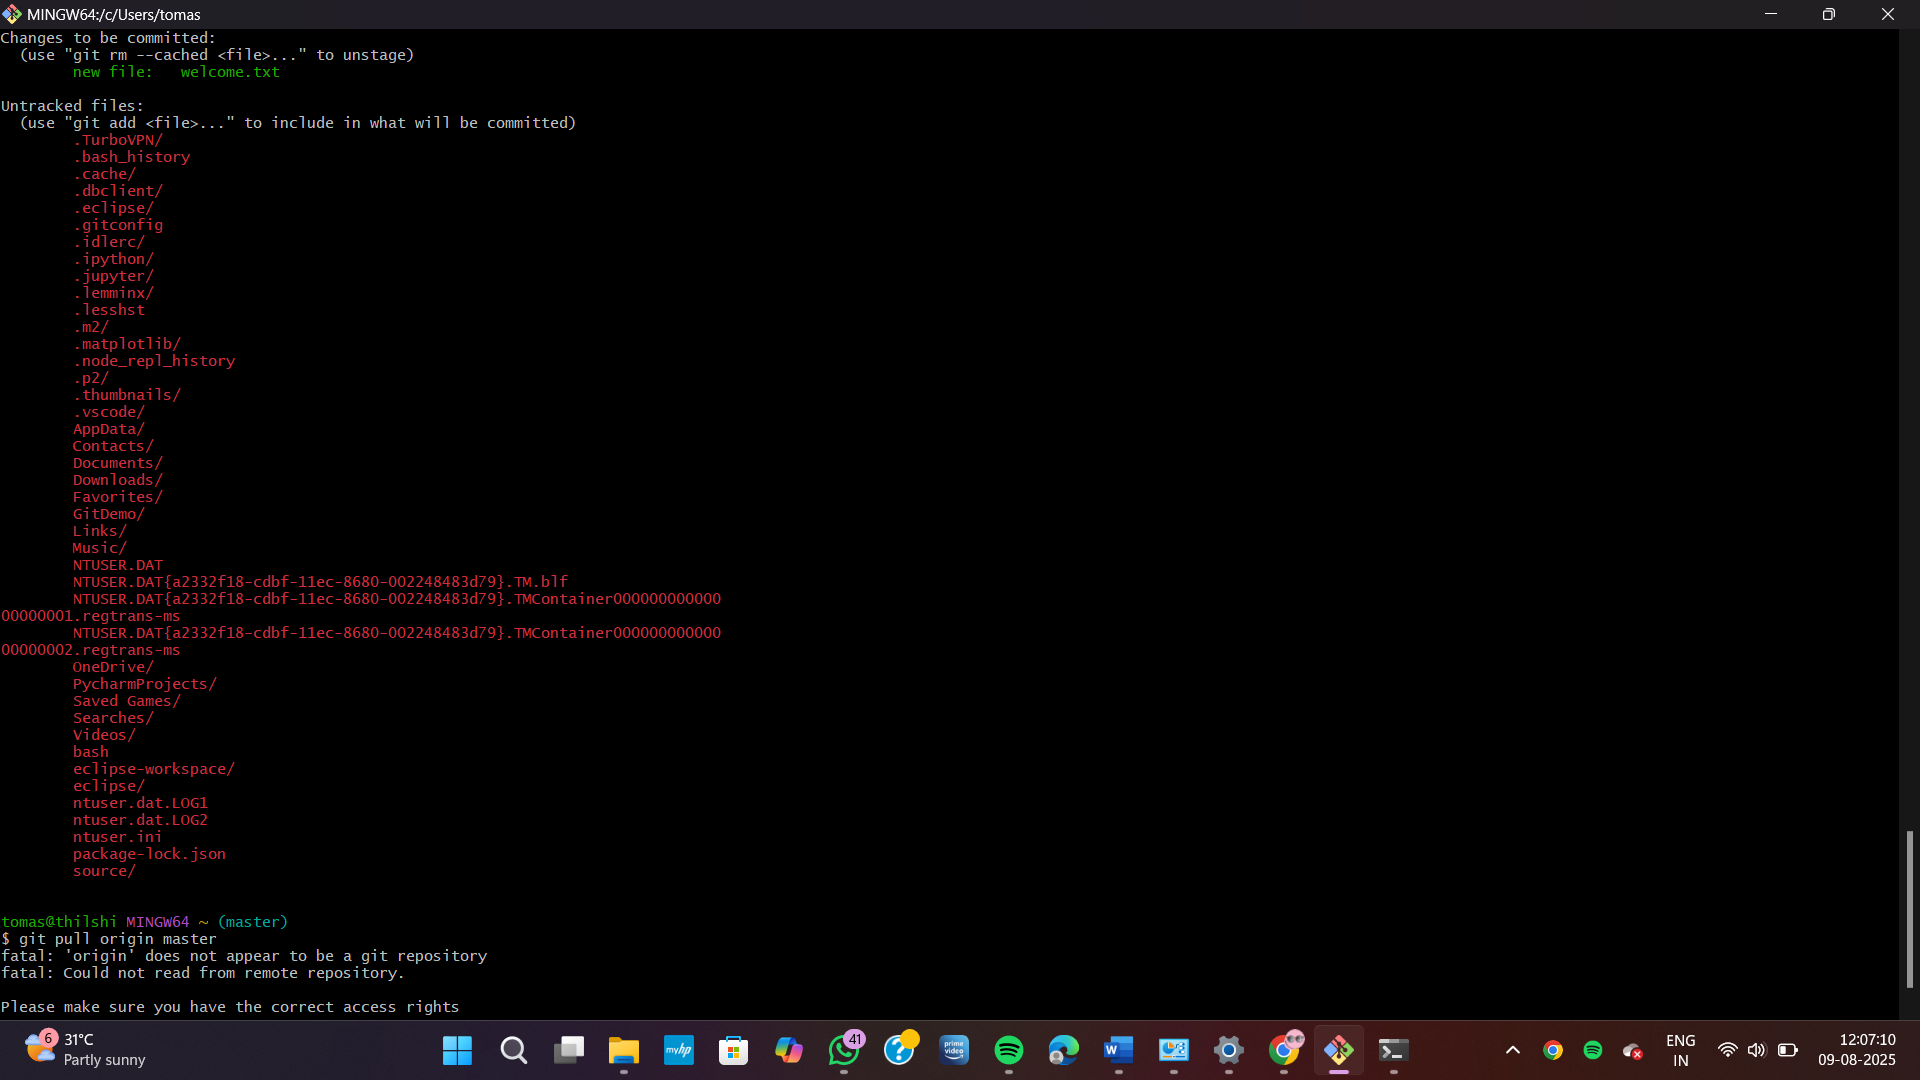 MINGW64:/c/Users/tomas
Changes to be committed:
  (use "git rm --cached <file>..." to unstage)
        new file:   welcome.txt

Untracked files:
  (use "git add <file>..." to include in what will be committed)
        .TurboVPN/
        .bash_history
        .cache/
        .dbclient/
        .eclipse/
        .gitconfig
        .idlerc/
        .ipython/
        .jupyter/
        .lemminx/
        .lesshst
        .m2/
        .matplotlib/
        .node_repl_history
        .p2/
        .thumbnails/
        .vscode/
        AppData/
        Contacts/
        Documents/
        Downloads/
        Favorites/
        GitDemo/
        Links/
        Music/
        NTUSER.DAT
        NTUSER.DAT{a2332f18-cdbf-11ec-8680-002248483d79}.TM.blf
        NTUSER.DAT{a2332f18-cdbf-11ec-8680-002248483d79}.TMContainer000000000000
00000001.regtrans-ms
        NTUSER.DAT{a2332f18-cdbf-11ec-8680-002248483d79}.TMContainer000000000000
00000002.regtrans-ms
        OneDrive/
        PycharmProjects/
        Saved Games/
        Searches/
        Videos/
        bash
        eclipse-workspace/
        eclipse/
        ntuser.dat.LOG1
        ntuser.dat.LOG2
        ntuser.ini
        package-lock.json
        source/

tomas@thilshi MINGW64 ~ (master)
$ git pull origin master
fatal: 'origin' does not appear to be a git repository
fatal: Could not read from remote repository.

Please make sure you have the correct access rights
6
31°C
Partly sunny
myhp
41
prime video
ENG
IN
12:07:10
09-08-2025